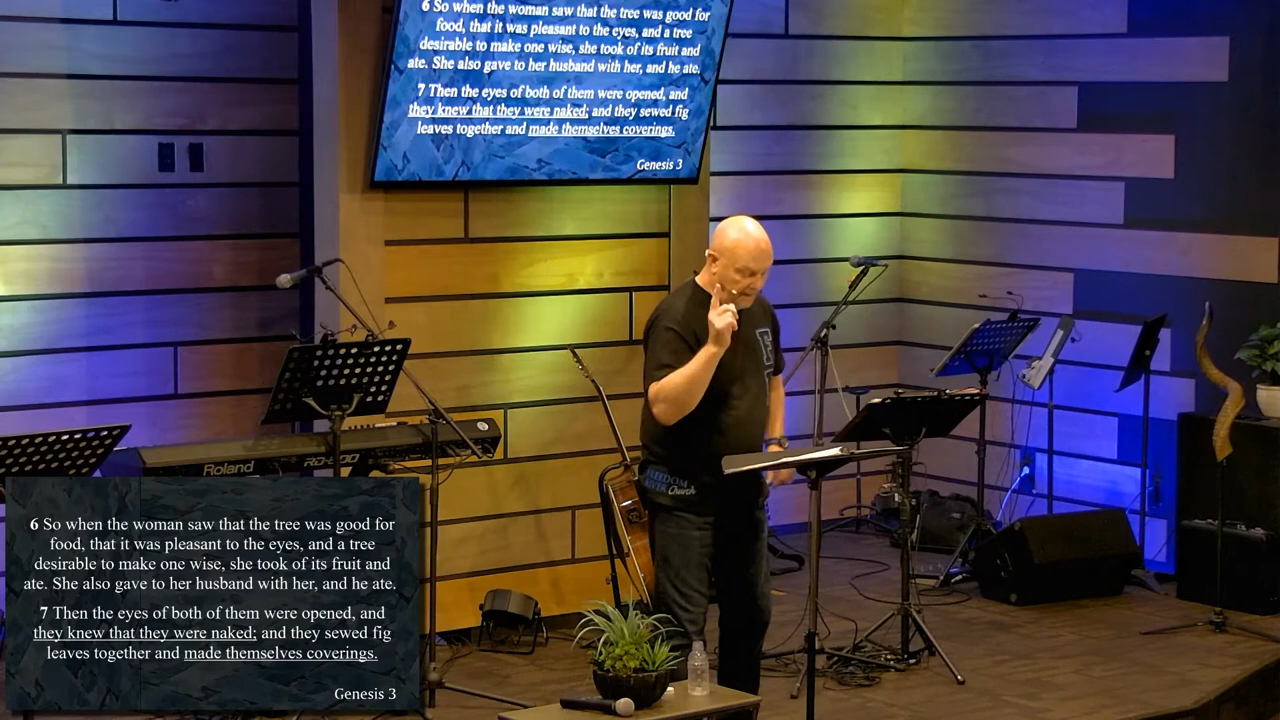 6 So when the woman saw that the tree was good for
food, that it was pleasant to the eyes, and a tree
desirable to make one wise, she took of its fruit and
ate. She also gave to her husband with her, and he ate.
7 Then the eyes of both of them were opened, and
they knew that they were naked; and they sewed fig
leaves together and made themselves coverings.
Genesis 3
Roland
FREEDOM
RIVER Church
6 So when the woman saw that the tree was good for
food, that it was pleasant to the eyes, and a tree
desirable to make one wise, she took of its fruit and
ate. She also gave to her husband with her, and he ate.
7 Then the eyes of both of them were opened, and
they knew that they were naked; and they sewed fig
leaves together and made themselves coverings.
Genesis 3